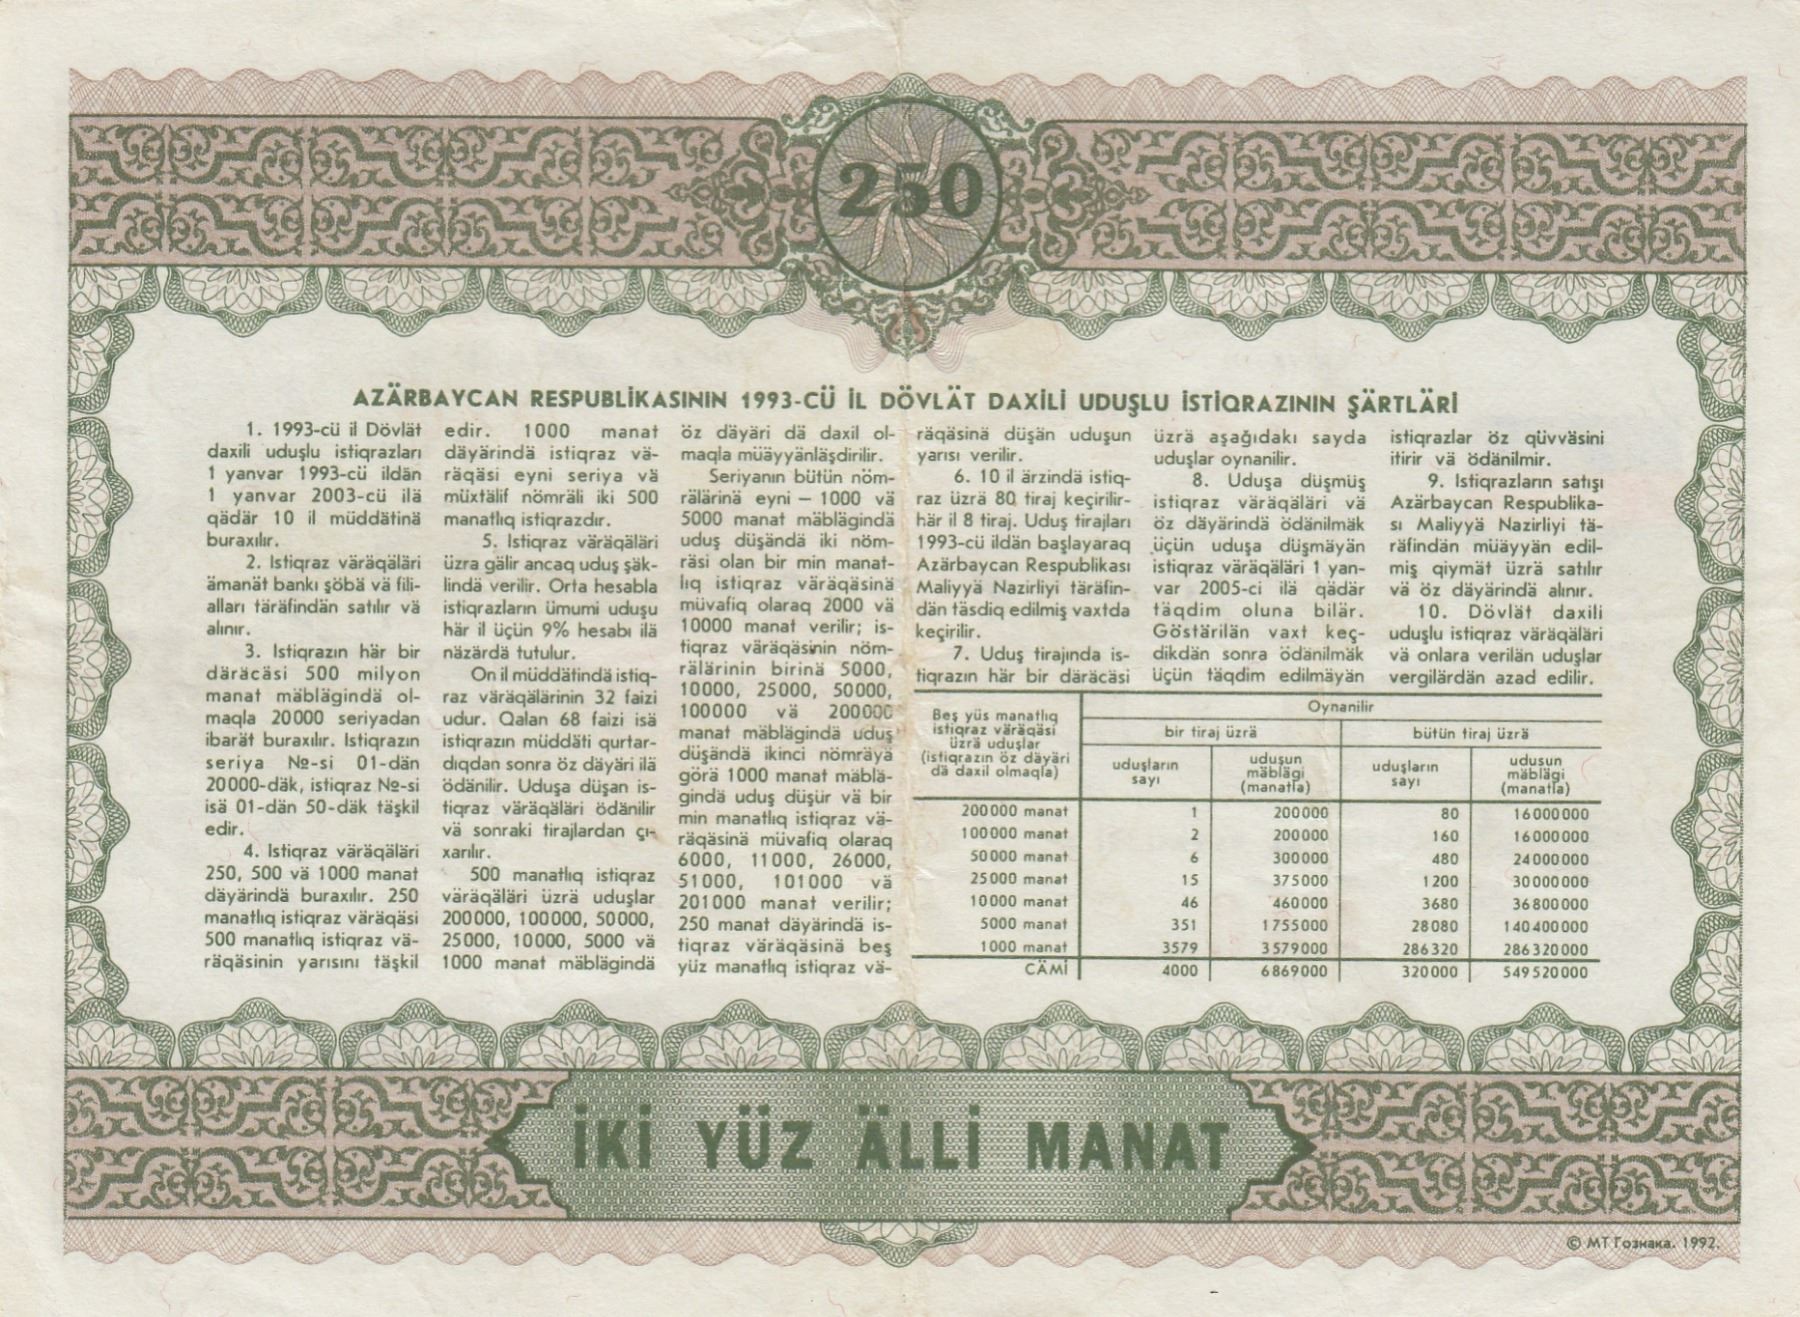 250
AZÄRBAYCAN RESPUBLİKASININ 1993-CÜ İL DÖVLÄT DAXİLİ UDUŞLU İSTİQRAZININ ŞÄRTLÄRİ
1. 1993-cü il Dövlät
daxili uduşlu istiqrazları
1 yanvar 1993-cü ildän
1 yanvar 2003-cü ilä
qädär 10 il müddätinä
buraxılır.
2. Istiqraz väräqäläri
ämanät bankı şöbä vä fili-
alları täräfindän satılır vä
alınır.
3. Istiqrazın här bir
däräcäsi 500 milyon
manat mäblägindä ol-
maqla 20000 seriyadan
ibarät buraxılır. Istiqrazın
seriya №-si 01-dän
20000-däk, istiqraz №-si
isä 01-dän 50-däk täşkil
edir.
4. Istiqraz väräqäläri
250, 500 vä 1000 manat
däyärindä buraxılır. 250
manatlıq istiqraz väräqäsi
500 manatlıq istiqraz vä-
räqäsinin yarısını täşkil
edir. 1000 manat
däyärindä istiqraz vä-
räqäsi eyni seriya vä
müxtälif nömräli iki 500
manatlıq istiqrazdır.
5. Istiqraz väräqäläri
üzra gälir ancaq uduş şäk-
lindä verilir. Orta hesabla
istiqrazların ümumi uduşu
här il üçün 9% hesabı ilä
näzärdä tutulur.
On il müddätindä istiq-
raz väräqälärinin 32 faizi
udur. Qalan 68 faizi isä
istiqrazın müddäti qurtar-
dıqdan sonra öz däyäri ilä
ödänilir. Uduşa düşan is-
tiqraz väräqäläri ödänilir
vä sonraki tirajlardan çı-
xarılır.
500 manatlıq istiqraz
väräqäläri üzrä uduşlar
200000, 100000, 50000,
25000, 10000, 5000 vä
1000 manat mäblägindä
öz däyäri dä daxil ol-
maqla müäyyänläşdirilir.
Seriyanın bütün nöm-
rälärinä eyni — 1000 vä
5000 manat mäblägindä
uduş düşändä iki nöm-
räsi olan bir min manat-
lıq istiqraz väräqäsinä
müvafiq olaraq 2000 vä
10000 manat verilir; is-
tiqraz väräqäsinin nöm-
rälärinin birinä 5000,
10000, 25000, 50000,
100000 vä 200000
manat mäblägindä uduş
düşändä ikinci nömräyä
görä 1000 manat mäblä-
gindä uduş düşür vä bir
min manatlıq istiqraz vä-
räqäsinä müvafiq olaraq
6000, 11000, 26000,
51000, 101000 vä
201000 manat verilir;
250 manat däyärindä is-
tiqraz väräqäsinä beş
yüz manatlıq istiqraz vä-
räqäsinä düşän uduşun
yarısı verilir.
6. 10 il ärzindä istiq-
raz üzrä 80 tiraj keçirilir-
här il 8 tiraj. Uduş tirajları
1993-cü ildän başlayaraq
Azärbaycan Respublikası
Maliyyä Nazirliyi täräfin-
dän täsdiq edilmiş vaxtda
keçirilir.
7. Uduş tirajında is-
tiqrazın här bir däräcäsi
üzrä aşağıdakı sayda
uduşlar oynanilir.
8. Uduşa düşmüş
istiqraz väräqäläri vä
öz däyärindä ödänilmäk
üçün uduşa düşmäyän
istiqraz väräqäläri 1 yan-
var 2005-ci ilä qädär
täqdim oluna bilär.
Göstärilän vaxt keç-
dikdän sonra ödänilmäk
üçün täqdim edilmäyän
istiqrazlar öz qüvväsini
itirir vä ödänilmir.
9. Istiqrazların satışı
Azärbaycan Respublika-
sı Maliyyä Nazirliyi tä-
räfindän müäyyän edil-
miş qiymät üzrä satılır
vä öz däyärindä alınır.
10. Dövlät daxili
uduşlu istiqraz väräqäläri
vä onlara verilän uduşlar
vergilärdän azad edilir.
Beş yüs manatlıq
istiqraz väräqäsi
üzrä uduşlar
(istiqrazın öz däyäri
dä daxil olmaqla)
Oynanilir
bir tiraj üzrä bütün tiraj üzrä
uduşların
sayı
udusun
mäblägi
(manatla)
uduşların
sayı
udusun
mäblägi
(manatla)
200000 manat 1 200000 80 16000000
100000 manat 2 200000 160 16000000
50000 manat 6 300000 480 24000000
25000 manat 15 375000 1200 30000000
10000 manat 46 460000 3680 36800000
5000 manat 351 1755000 28080 140400000
1000 manat 3579 3579000 286320 286320000
CÄMİ 4000 6869000 320000 549520000
İKİ YÜZ ÄLLİ MANAT
© МТ Гознака. 1992.